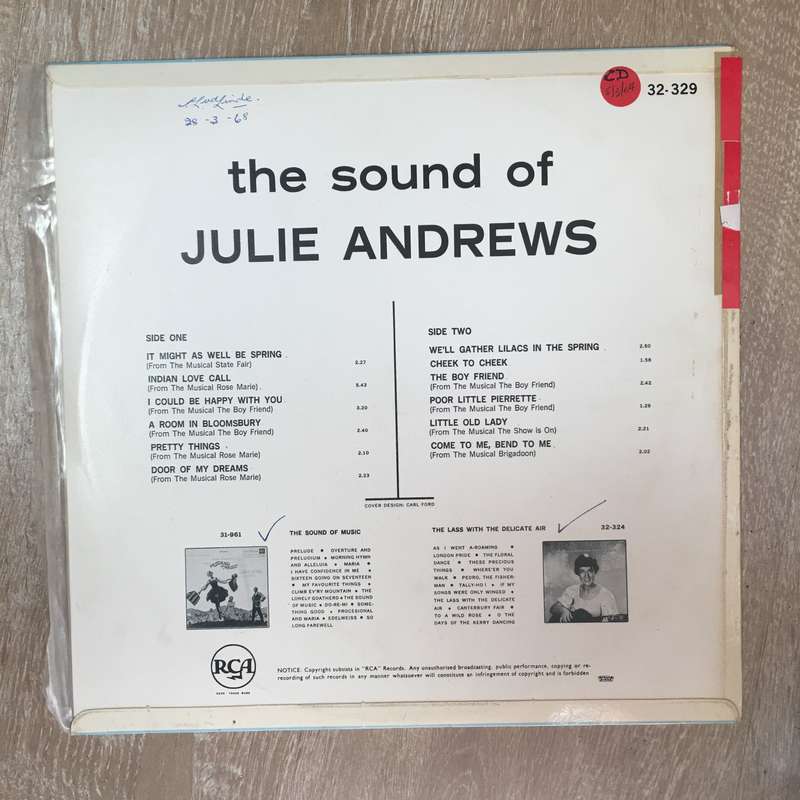 28-3-68
CD
32-329
the sound of
JULIE ANDREWS
SIDE ONE
IT MIGHT AS WELL BE SPRING .
(From The Musical State Fair) 2.27
INDIAN LOVE CALL
(From The Musical Rose Marie) . 5.42
I COULD BE HAPPY WITH YOU
(From The Musical The Boy Friend) 3.20
A ROOM IN BLOOMSBURY
(From The Musical The Boy Friend) 2.40
PRETTY THINGS .
(From The Musical Rose Marie) 2.10
DOOR OF MY DREAMS
(From The Musical Rose Marie) 2.23
SIDE TWO
WE'LL GATHER LILACS IN THE SPRING . 2.50
CHEEK TO CHEEK 1.58
THE BOY FRIEND
(From The Musical The Boy Friend) 2.42
POOR LITTLE PIERRETTE .
(From The Musical The Boy Friend) 1.29
LITTLE OLD LADY
(From The Musical The Show is On) 2.21
COME TO ME, BEND TO ME .
(From The Musical Brigadoon) 2.02
COVER DESIGN: CARL FORD
31-961
THE SOUND OF MUSIC
PRELUDE • OVERTURE AND
PRELUDIUM • MORNING HYMN
AND ALLELUIA • MARIA •
I HAVE CONFIDENCE IN ME •
SIXTEEN GOING ON SEVENTEEN
• MY FAVOURITE THINGS •
CLIMB EV'RY MOUNTAIN • THE
LONELY GOATHERD • THE SOUND
OF MUSIC • DO-RE-MI • SOME-
THING GOOD • PROCESIONAL
AND MARIA • EDELWEISS • SO
LONG FAREWELL
THE LASS WITH THE DELICATE AIR
32-324
AS I WENT A-ROAMING •
LONDON PRIDE • THE FLORAL
DANCE • THESE PRECIOUS
THINGS • WHERE'ER YOU
WALK • PEDRO, THE FISHER-
MAN • TALLY-HO! • IF MY
SONGS WERE ONLY WINGED •
THE LASS WITH THE DELICATE
AIR • CANTERBURY FAIR •
TO A WILD ROSE • O THE
DAYS OF THE KERRY DANCING
RCA
NOTICE: Copyright subsists in "RCA" Records. Any unauthorised broadcasting, public performance, copying or re-
recording of such records in any manner whatsoever will constitute an infringement of copyright and is forbidden